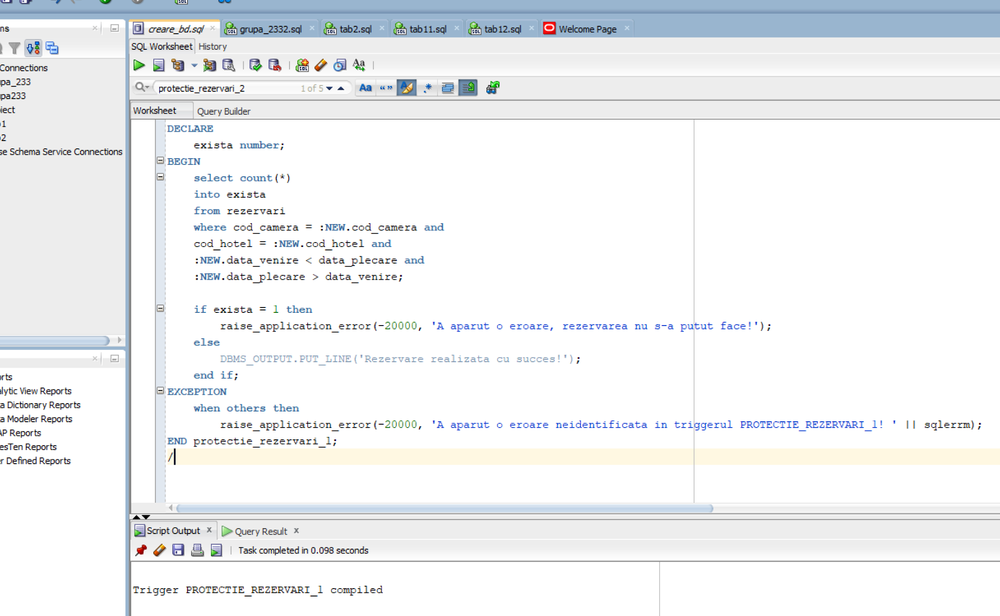 creare_bd.sql grupa_2332.sql tab2.sql tab11.sql tab12.sql Welcome Page
ns
SQL Worksheet History
Connections
pa_233
pa233
ject
1
2
se Schema Service Connections
protectie_rezervari_2 1 of 5
Worksheet Query Builder
DECLARE
exista number;
BEGIN
select count(*)
into exista
from rezervari
where cod_camera = :NEW.cod_camera and
cod_hotel = :NEW.cod_hotel and
:NEW.data_venire < data_plecare and
:NEW.data_plecare > data_venire;
if exista = 1 then
raise_application_error(-20000, 'A aparut o eroare, rezervarea nu s-a putut face!');
else
DBMS_OUTPUT.PUT_LINE('Rezervare realizata cu succes!');
end if;
EXCEPTION
when others then
raise_application_error(-20000, 'A aparut o eroare neidentificata in triggerul PROTECTIE_REZERVARI_1! ' || sqlerrm);
END protectie_rezervari_1;
/
orts
alytic View Reports
a Dictionary Reports
a Modeler Reports
AP Reports
esTen Reports
er Defined Reports
Script Output Query Result
Task completed in 0.098 seconds
Trigger PROTECTIE_REZERVARI_1 compiled